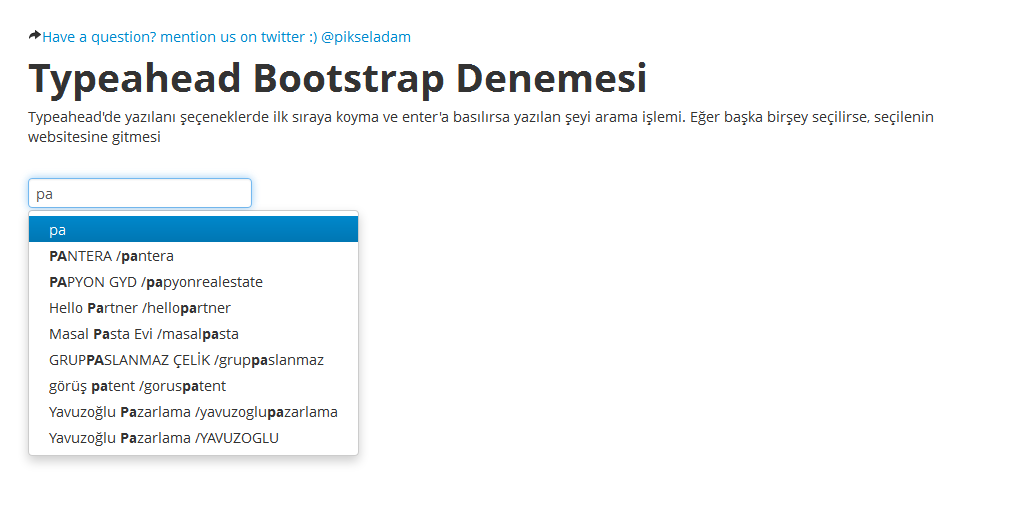 Have a question? mention us on twitter :) @pikseladam
Typeahead Bootstrap Denemesi
Typeahead'de yazılanı şeçeneklerde ilk sıraya koyma ve enter'a basılırsa yazılan şeyi arama işlemi. Eğer başka birşey seçilirse, seçilenin
websitesine gitmesi
pa
pa
PANTERA /pantera
PAPYON GYD /papyonrealestate
Hello Partner /hellopartner
Masal Pasta Evi /masalpasta
GRUPPASLANMAZ ÇELİK /gruppaslanmaz
görüş patent /goruspatent
Yavuzoğlu Pazarlama /yavuzoglupazarlama
Yavuzoğlu Pazarlama /YAVUZOGLU